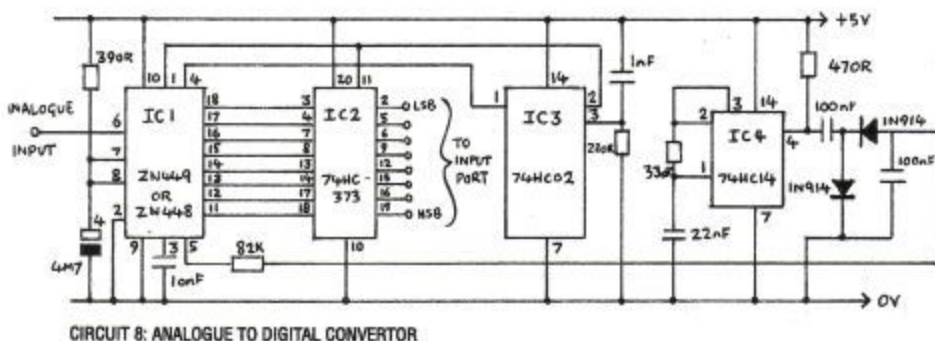 +5V
390R
1nF
470R
10 1 4
20 11
14
100nF
1N914
ANALOGUE
INPUT
6
7
8
2
IC1
ZN449
OR
ZN448
9 3 5
18
17
16
15
14
13
12
11
3
4
7
8
13
14
17
18
IC2
74HC-
373
10
2 LSB
5
6
9
12
15
16
19 MSB
TO
INPUT
PORT
1
2
3
IC3
74HC02
7
220R
2
3
14
1
4
IC4
74HC14
7
22nF
1N914
100nF
4M7
10nF
82K
0V
CIRCUIT 8: ANALOGUE TO DIGITAL CONVERTOR